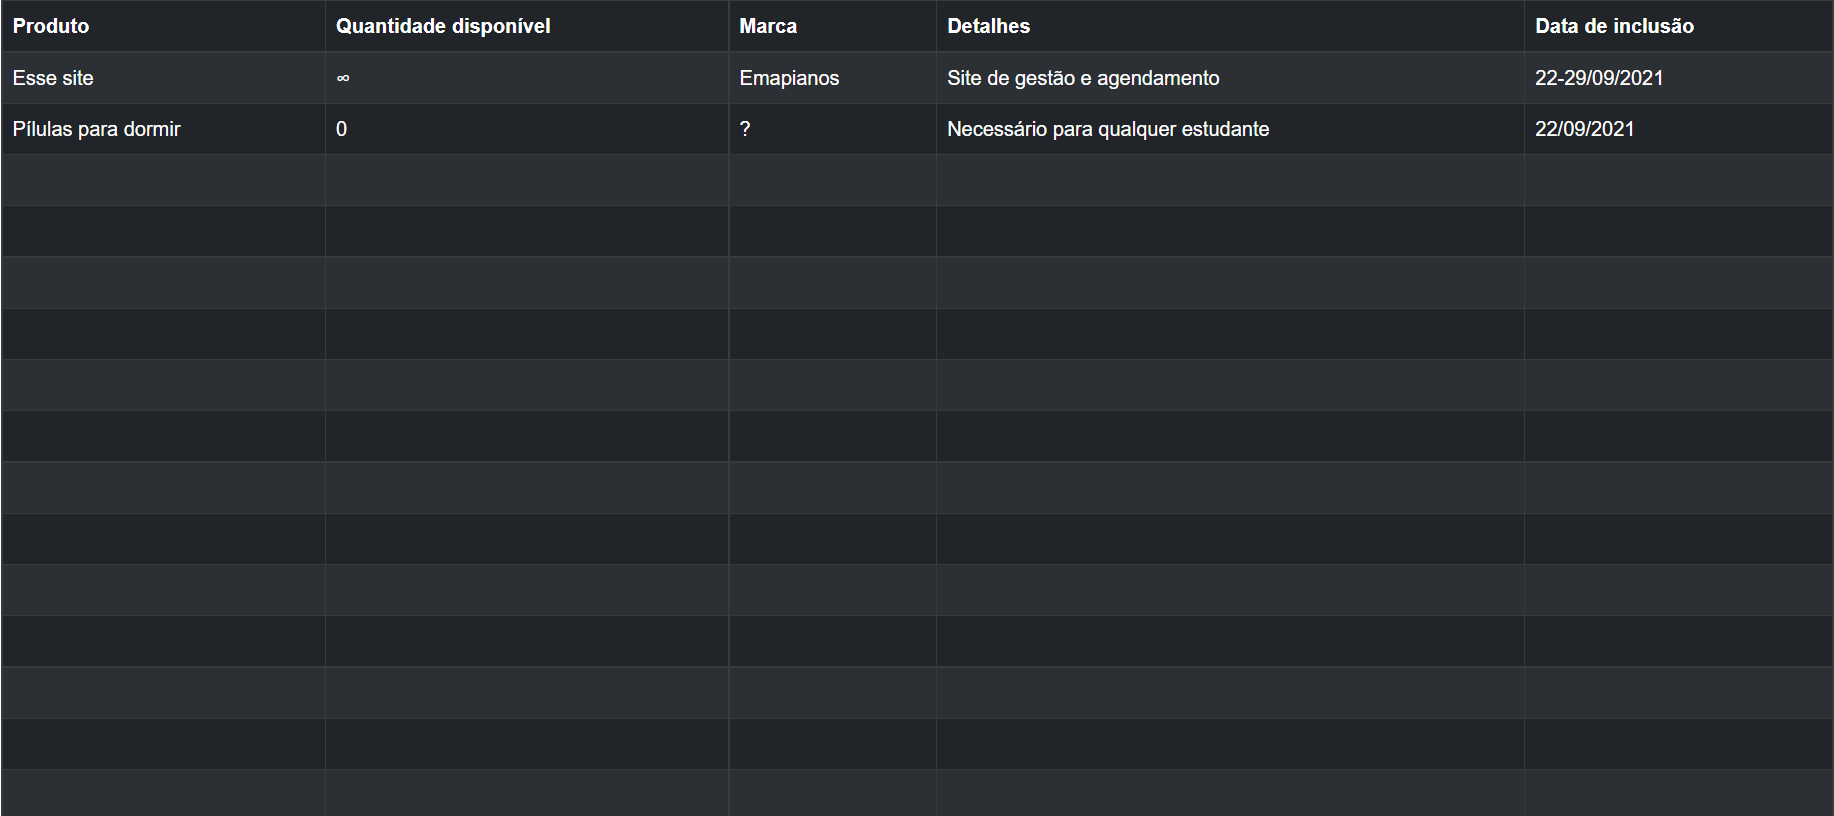 Produto Quantidade disponível Marca Detalhes Data de inclusão
Esse site ∞ Emapianos Site de gestão e agendamento 22-29/09/2021
Pílulas para dormir 0 ? Necessário para qualquer estudante 22/09/2021